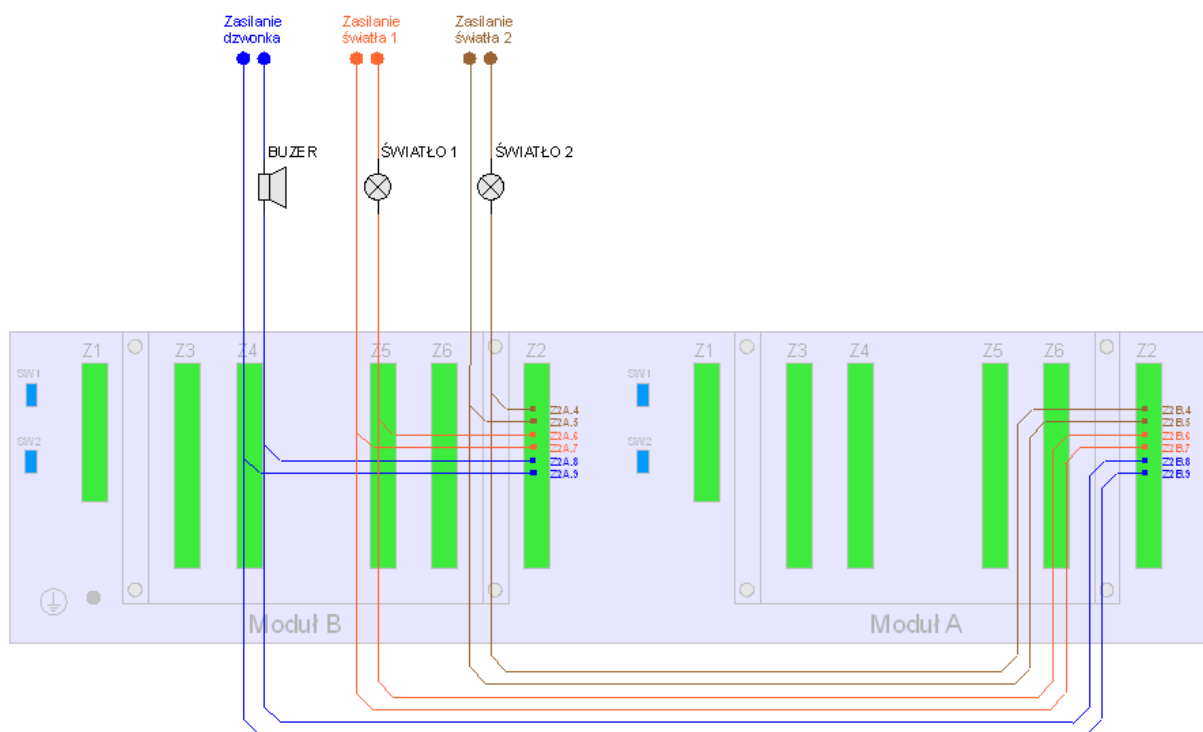 Zasilanie
dzwonka
Zasilanie
światła 1
Zasilanie
światła 2
BUZER
ŚWIATŁO 1
ŚWIATŁO 2
Z1
Z3
Z4
Z5
Z6
Z2
Z1
Z3
Z4
Z5
Z6
Z2
SW1
SW2
SW1
SW2
Z2A.4
Z2A.5
Z2A.6
Z2A.7
Z2A.8
Z2A.9
Z2B.4
Z2B.5
Z2B.6
Z2B.7
Z2B.8
Z2B.9
Moduł B
Moduł A